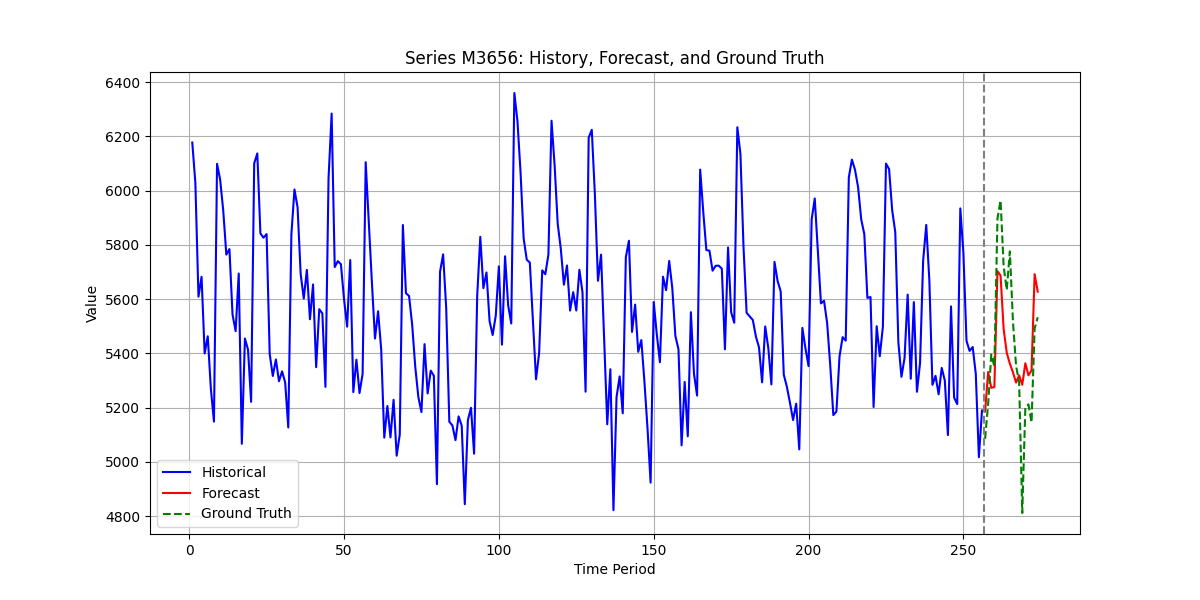 Series M3656: History, Forecast, and Ground Truth
6400
6200
6000
5800
5600
5400
5200
5000
4800
Value
Historical
Forecast
Ground Truth
0 50 100 150 200 250
Time Period